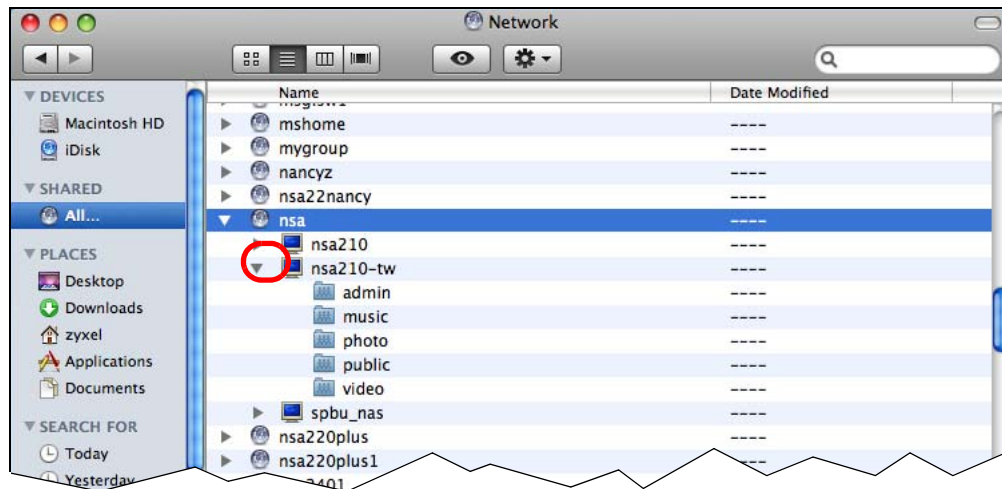 Network
DEVICES
Macintosh HD
iDisk
SHARED
All...
PLACES
Desktop
Downloads
zyxel
Applications
Documents
SEARCH FOR
Today
Yesterday
Name Date Modified
mshome ----
mygroup ----
nancyz ----
nsa22nancy ----
nsa ----
nsa210 ----
nsa210-tw ----
admin ----
music ----
photo ----
public ----
video ----
spbu_nas ----
nsa220plus ----
nsa220plus1 ----